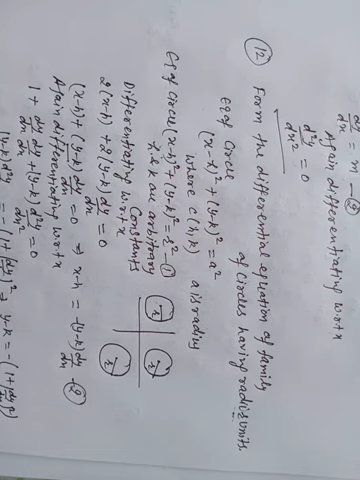 dy/dx = m —②
Again differentiating w.r.t x
d²y/dx² = 0
⑫ Form the differential equation of family
of circles having radius units
Eq of circle
(x-h)² + (y-k)² = a²
where c(h,k) a is radius
Eq of circle (x-h)² + (y-k)² = —①
h, k are arbitrary
constants
Differentiating w.r.t x
2(x-h) + 2(y-k) dy/dx = 0
(x-h) + (y-k) dy/dx = 0 ⇒ x-h = -(y-k) dy/dx —②
Again differentiating w.r.t x
1 + dy/dx dy/dx + (y-k) d²y/dx² = 0
(y-k) d²y = -(1+(dy/dx)²) ⇒ y-k = -(1+(dy/dx)²)